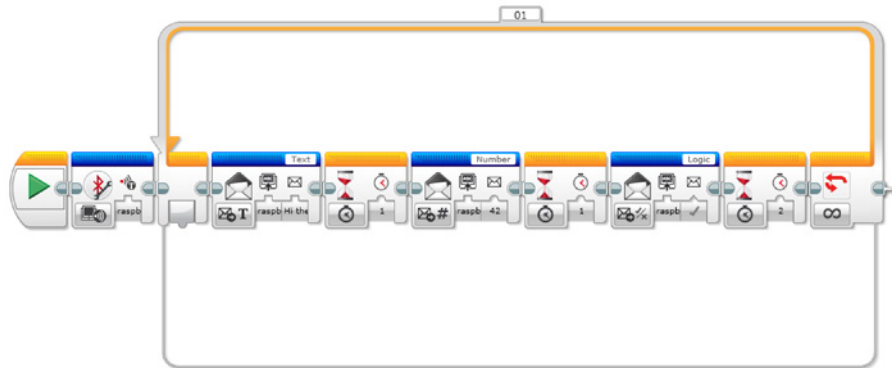 01
Text
Number
Logic
raspb
raspb
Hi the
1
T
#
raspb
42
1
raspb
2
∞